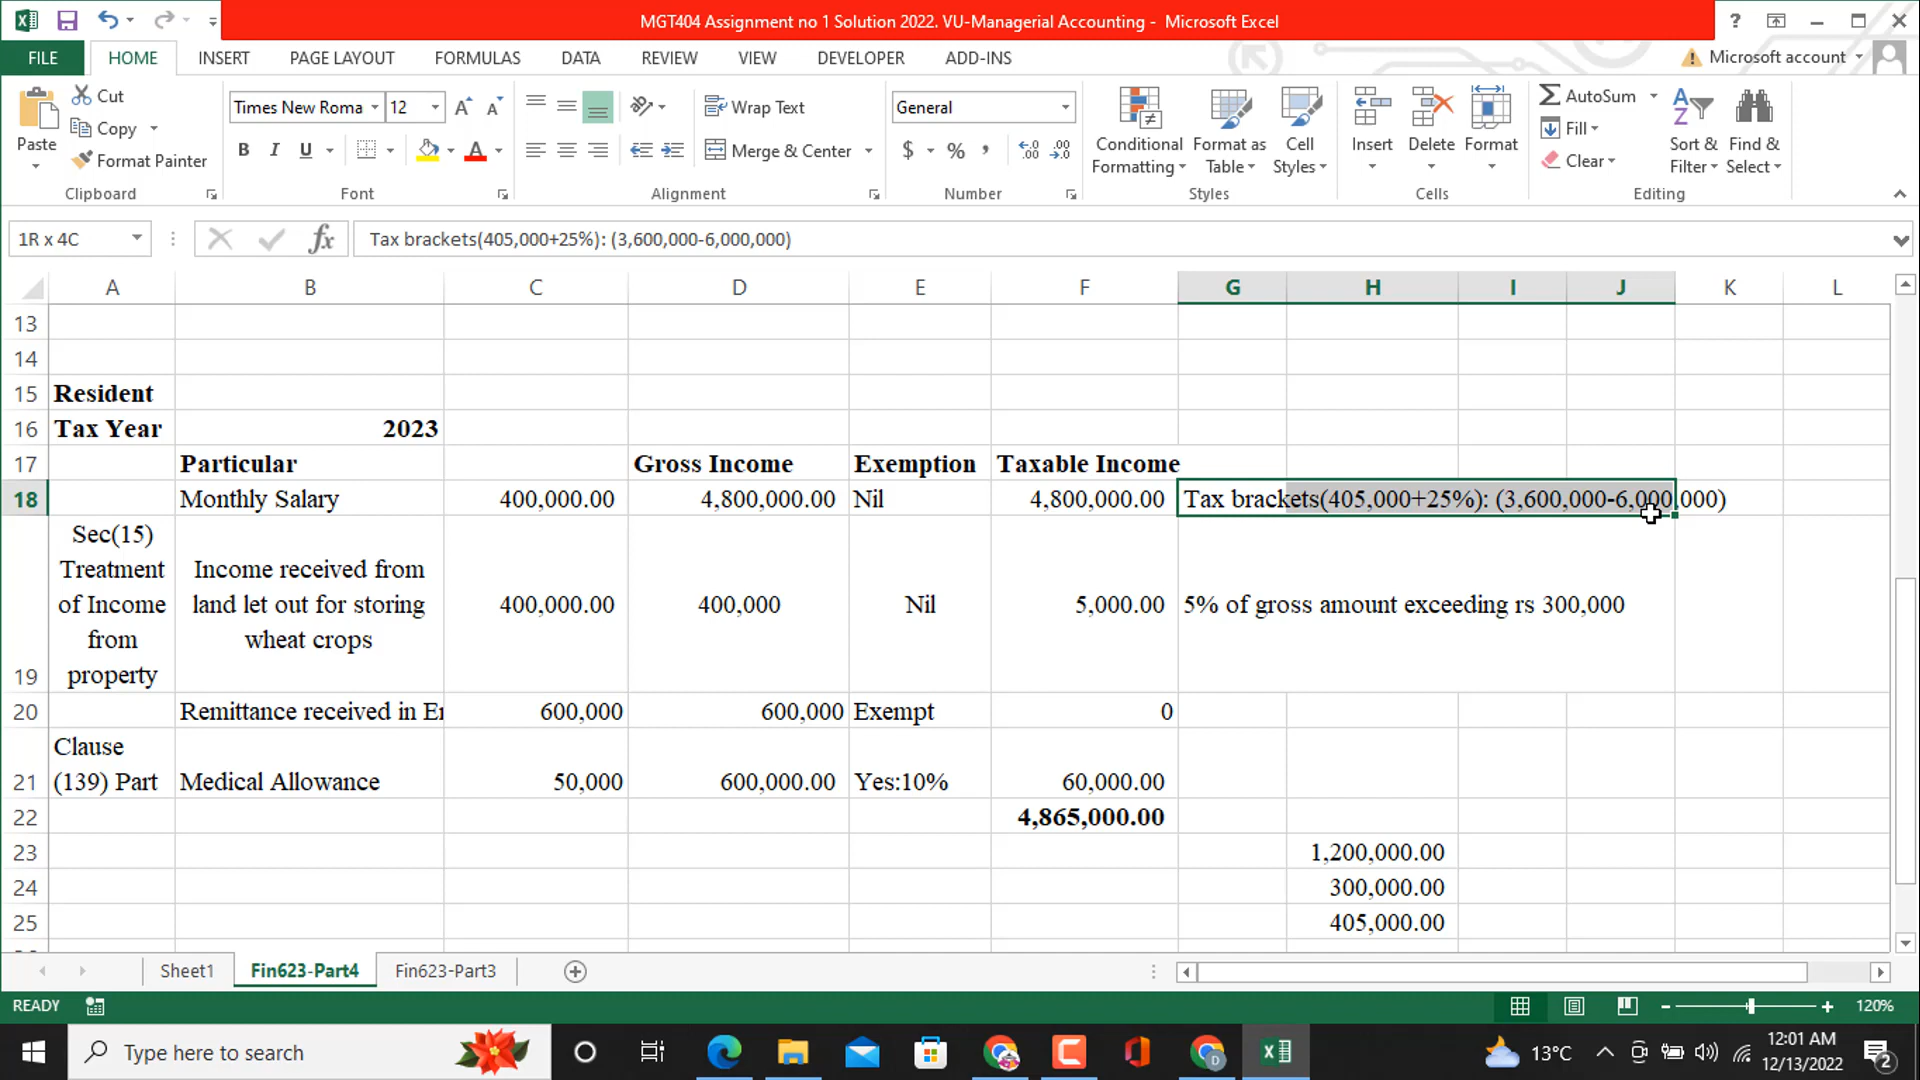 MGT404 Assignment no 1 Solution 2022. VU-Managerial Accounting - Microsoft Excel
FILE HOME INSERT PAGE LAYOUT FORMULAS DATA REVIEW VIEW DEVELOPER ADD-INS Microsoft account
Cut Times New Roma 12 Wrap Text General AutoSum
Paste Copy Conditional Format as Cell Insert Delete Format Fill Sort & Find &
Format Painter B I U A Merge & Center $ % Formatting Table Styles Clear Filter Select
Clipboard Font Alignment Number Styles Cells Editing
1R x 4C fx Tax brackets(405,000+25%): (3,600,000-6,000,000)
A B C D E F G H I J K L
13
14
15 Resident
16 Tax Year 2023
17 Particular Gross Income Exemption Taxable Income
18 Monthly Salary 400,000.00 4,800,000.00 Nil 4,800,000.00 Tax brackets(405,000+25%): (3,600,000-6,000,000)
Sec(15)
Treatment
of Income
from
property
19
Income received from
land let out for storing
wheat crops
400,000.00 400,000 Nil 5,000.00 5% of gross amount exceeding rs 300,000
20 Remittance received in 600,000 600,000 Exempt 0
Clause
21 (139) Part Medical Allowance 50,000 600,000.00 Yes:10% 60,000.00
22 4,865,000.00
23 1,200,000.00
24 300,000.00
25 405,000.00
Sheet1 Fin623-Part4 Fin623-Part3
READY 120%
Type here to search 13°C 12:01 AM
12/13/2022 2